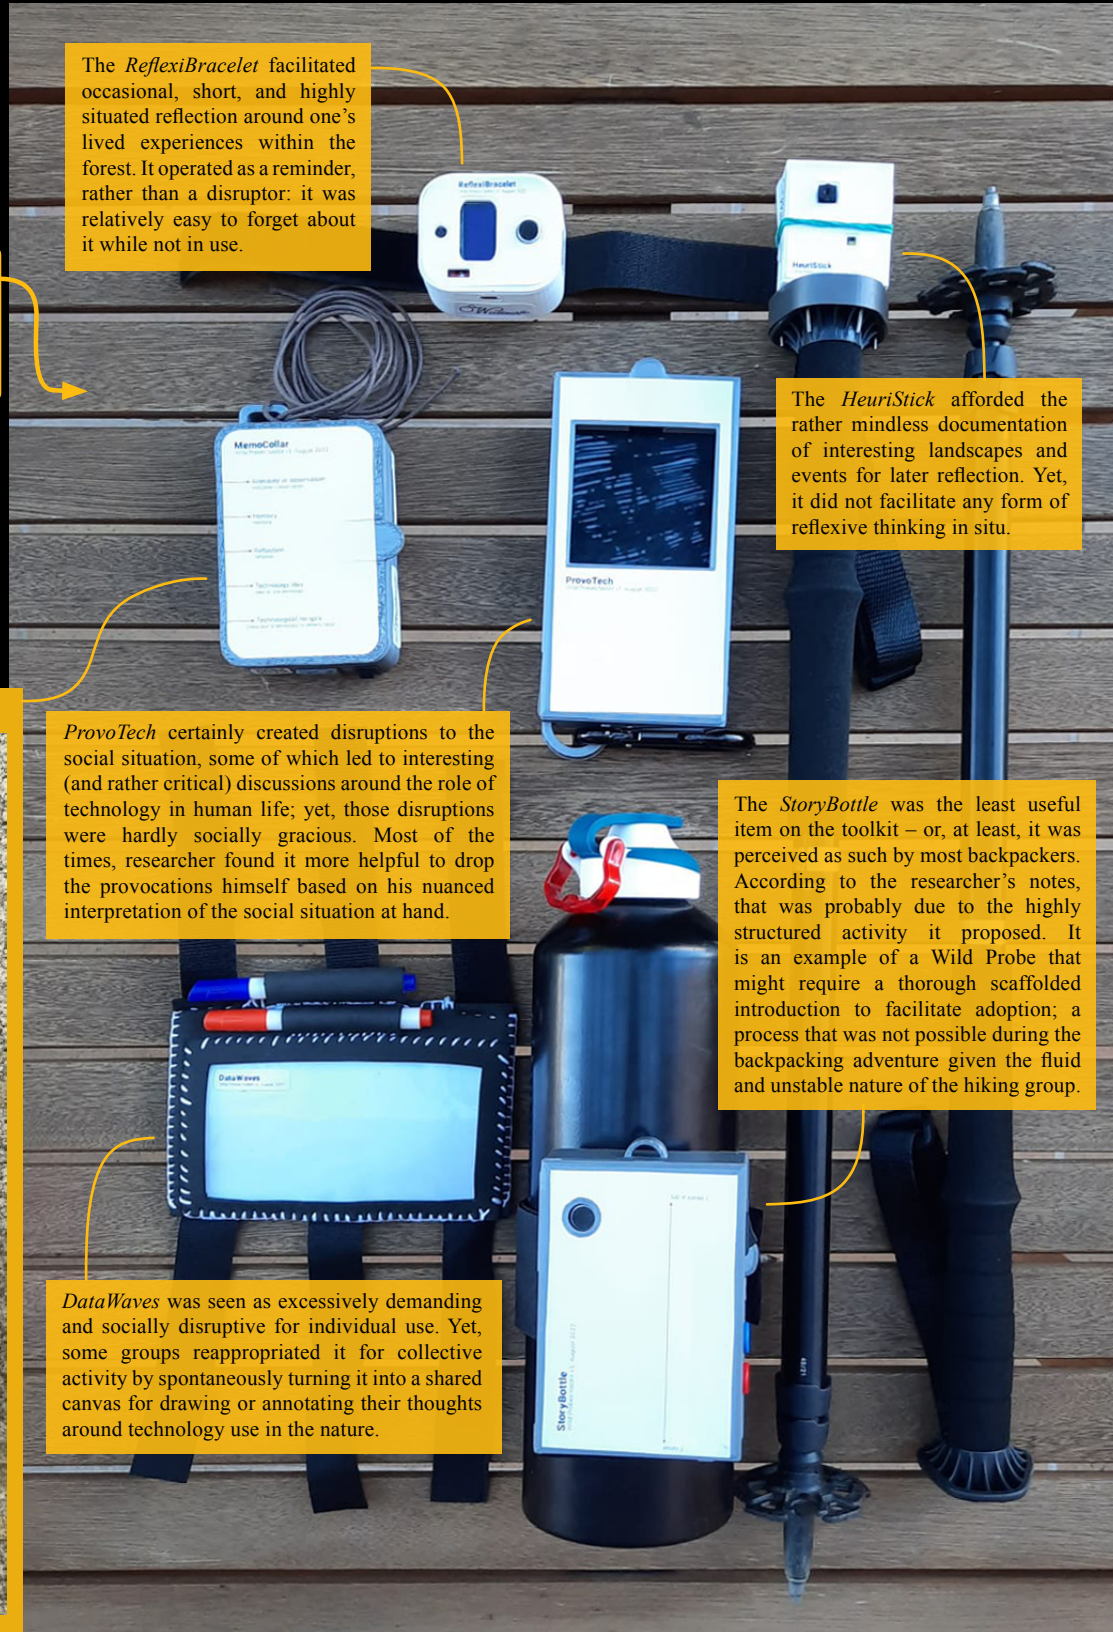 The ReflexiBracelet facilitated
occasional, short, and highly
situated reflection around one's
lived experiences within the
forest. It operated as a reminder,
rather than a disruptor: it was
relatively easy to forget about
it while not in use.
ReflexiBracelet
HeuriStick
The HeuriStick afforded the
rather mindless documentation
of interesting landscapes and
events for later reflection. Yet,
it did not facilitate any form of
reflexive thinking in situ.
MemoCollar
ProvoTech
ProvoTech certainly created disruptions to the
social situation, some of which led to interesting
(and rather critical) discussions around the role of
technology in human life; yet, those disruptions
were hardly socially gracious. Most of the
times, researcher found it more helpful to drop
the provocations himself based on his nuanced
interpretation of the social situation at hand.
The StoryBottle was the least useful
item on the toolkit – or, at least, it was
perceived as such by most backpackers.
According to the researcher's notes,
that was probably due to the highly
structured activity it proposed. It
is an example of a Wild Probe that
might require a thorough scaffolded
introduction to facilitate adoption; a
process that was not possible during the
backpacking adventure given the fluid
and unstable nature of the hiking group.
DataWaves
DataWaves was seen as excessively demanding
and socially disruptive for individual use. Yet,
some groups reappropriated it for collective
activity by spontaneously turning it into a shared
canvas for drawing or annotating their thoughts
around technology use in the nature.
StoryBottle